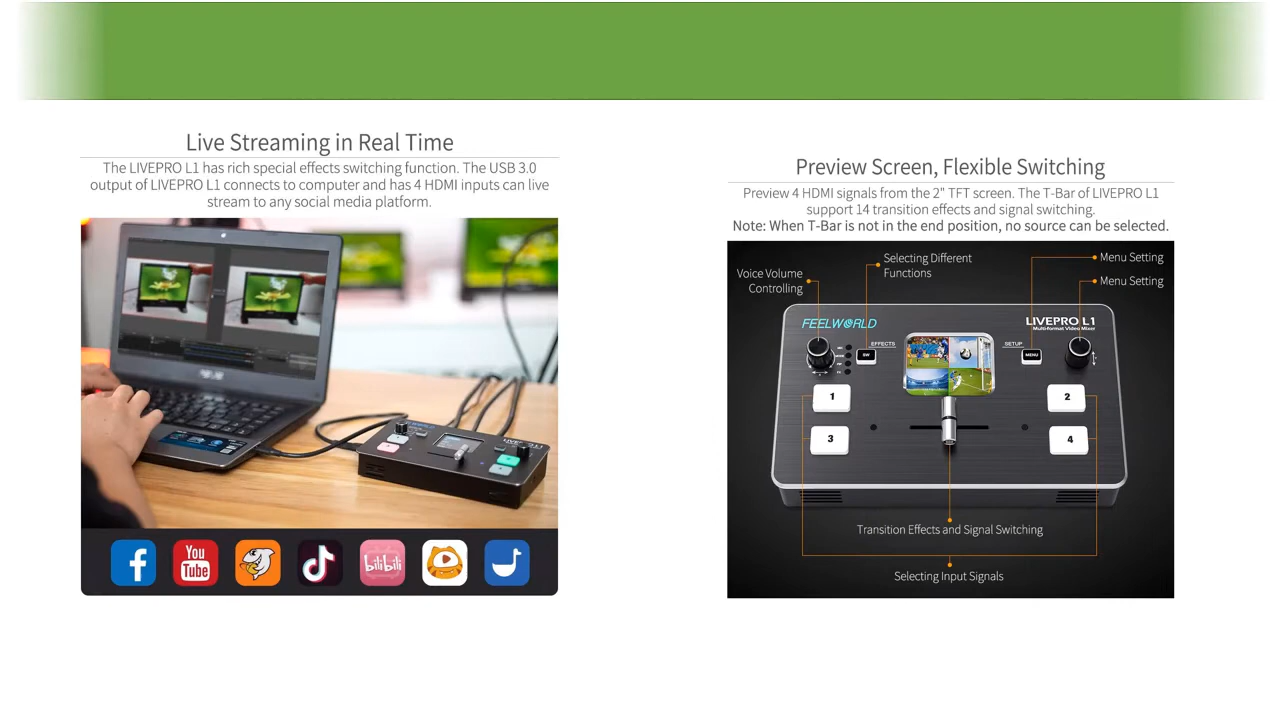 Live Streaming in Real Time
The LIVEPRO L1 has rich special effects switching function. The USB 3.0
output of LIVEPRO L1 connects to computer and has 4 HDMI inputs can live
stream to any social media platform.
You
Tube
bilibili
Preview Screen, Flexible Switching
Preview 4 HDMI signals from the 2" TFT screen. The T-Bar of LIVEPRO L1
support 14 transition effects and signal switching.
Note: When T-Bar is not in the end position, no source can be selected.
Voice Volume
Controlling
Selecting Different
Functions
Menu Setting
Menu Setting
FEELWORLD
LIVEPRO L1
Multi-format Video Mixer
EFFECTS
SW
SETUP
MENU
1
2
3
4
Transition Effects and Signal Switching
Selecting Input Signals